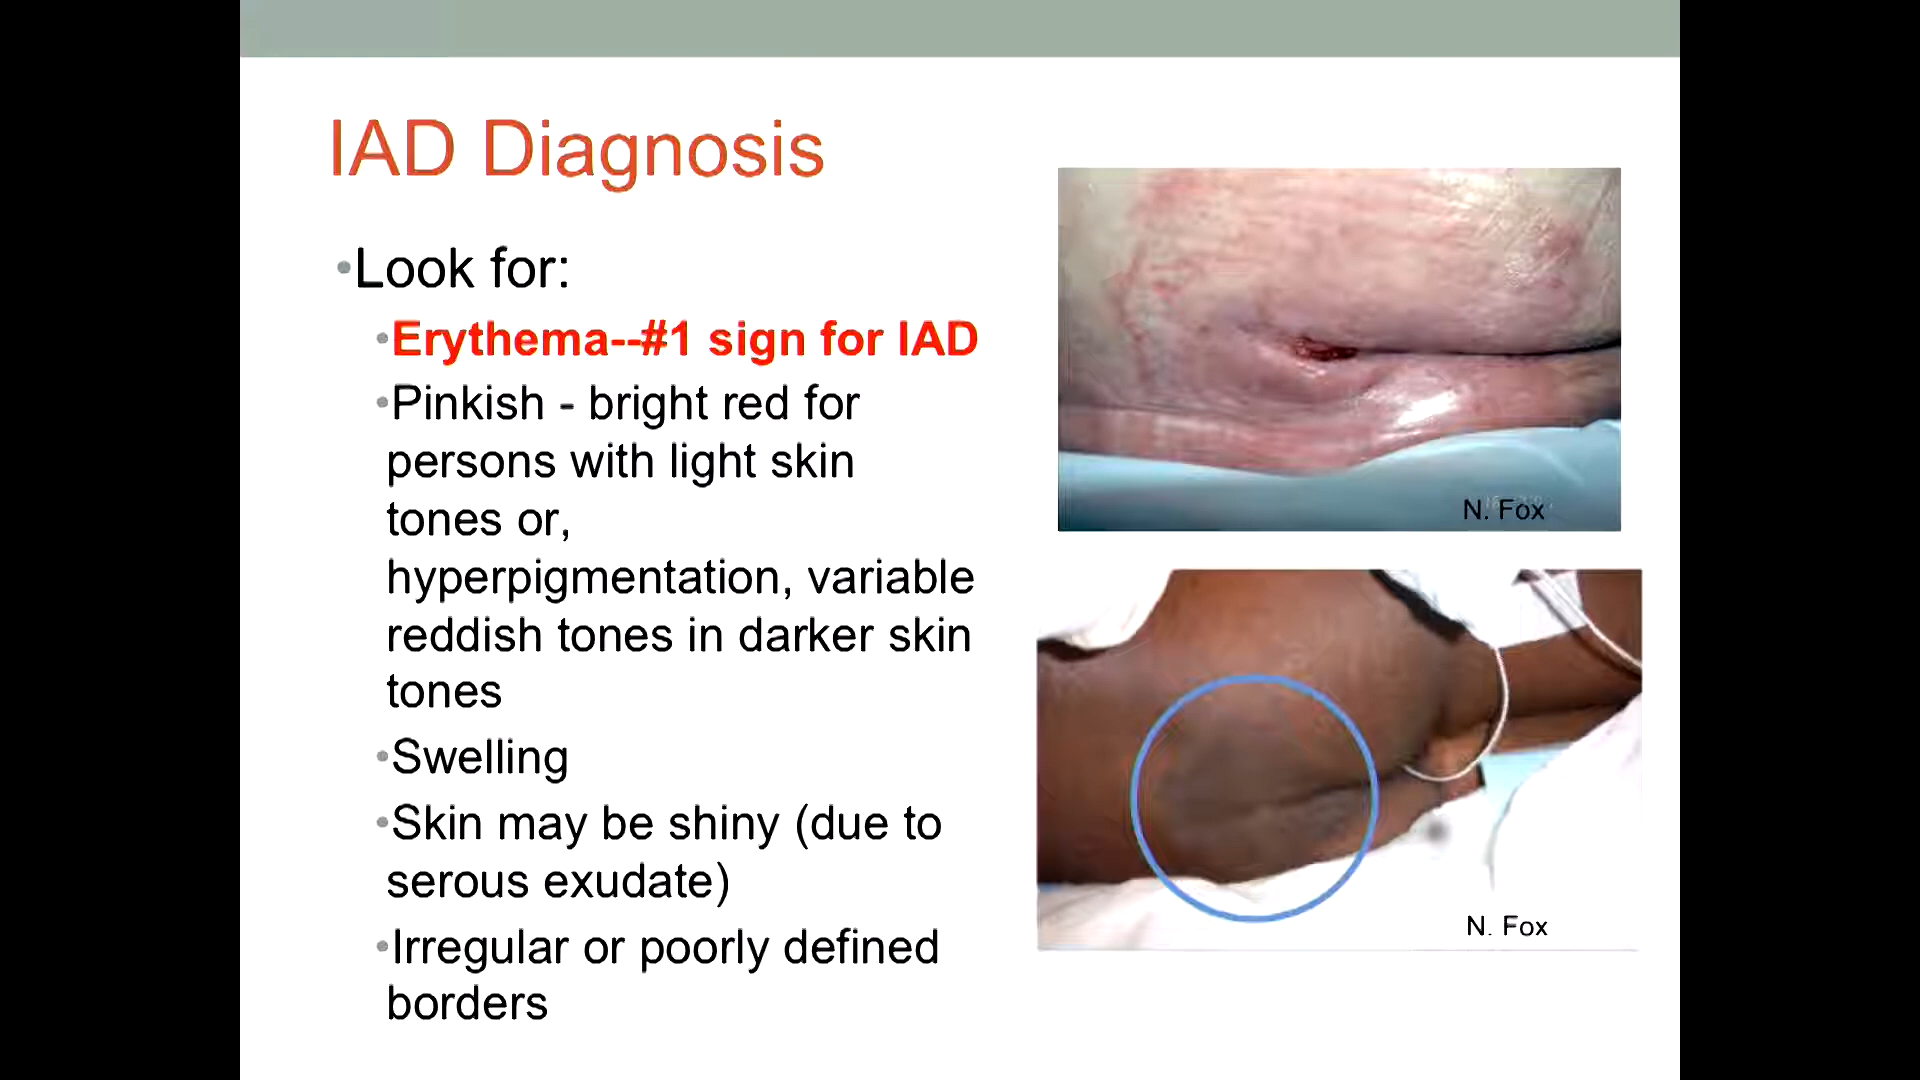 IAD Diagnosis
•Look for:
•Erythema--#1 sign for IAD
•Pinkish - bright red for
persons with light skin
tones or,
hyperpigmentation, variable
reddish tones in darker skin
tones
•Swelling
•Skin may be shiny (due to
serous exudate)
•Irregular or poorly defined
borders
N. Fox
N. Fox